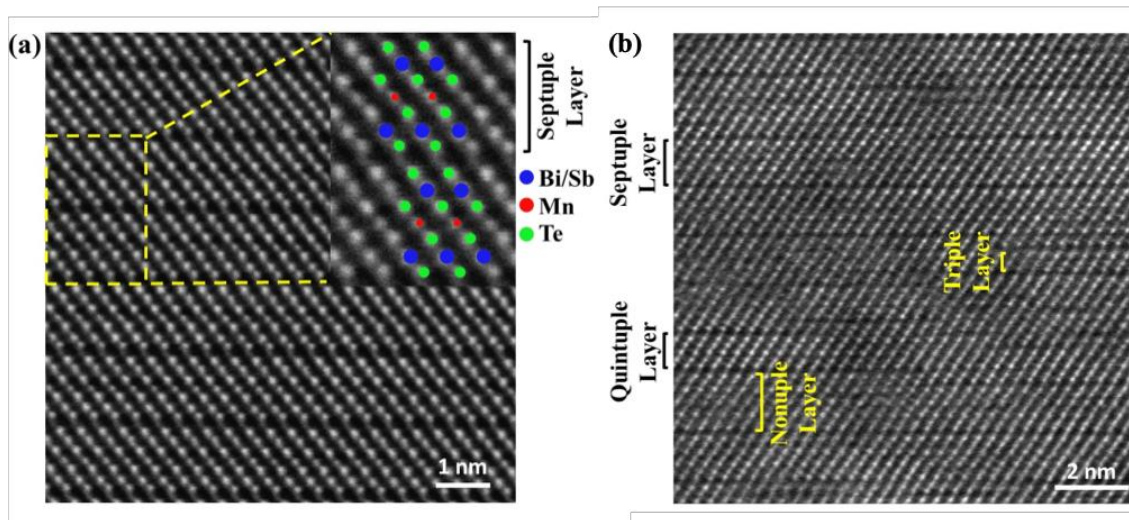 (a)
Septuple
Layer
Bi/Sb
Mn
Te
1 nm
(b)
Septuple
Layer
Triple
Layer
Quintuple
Layer
Nonuple
Layer
2 nm